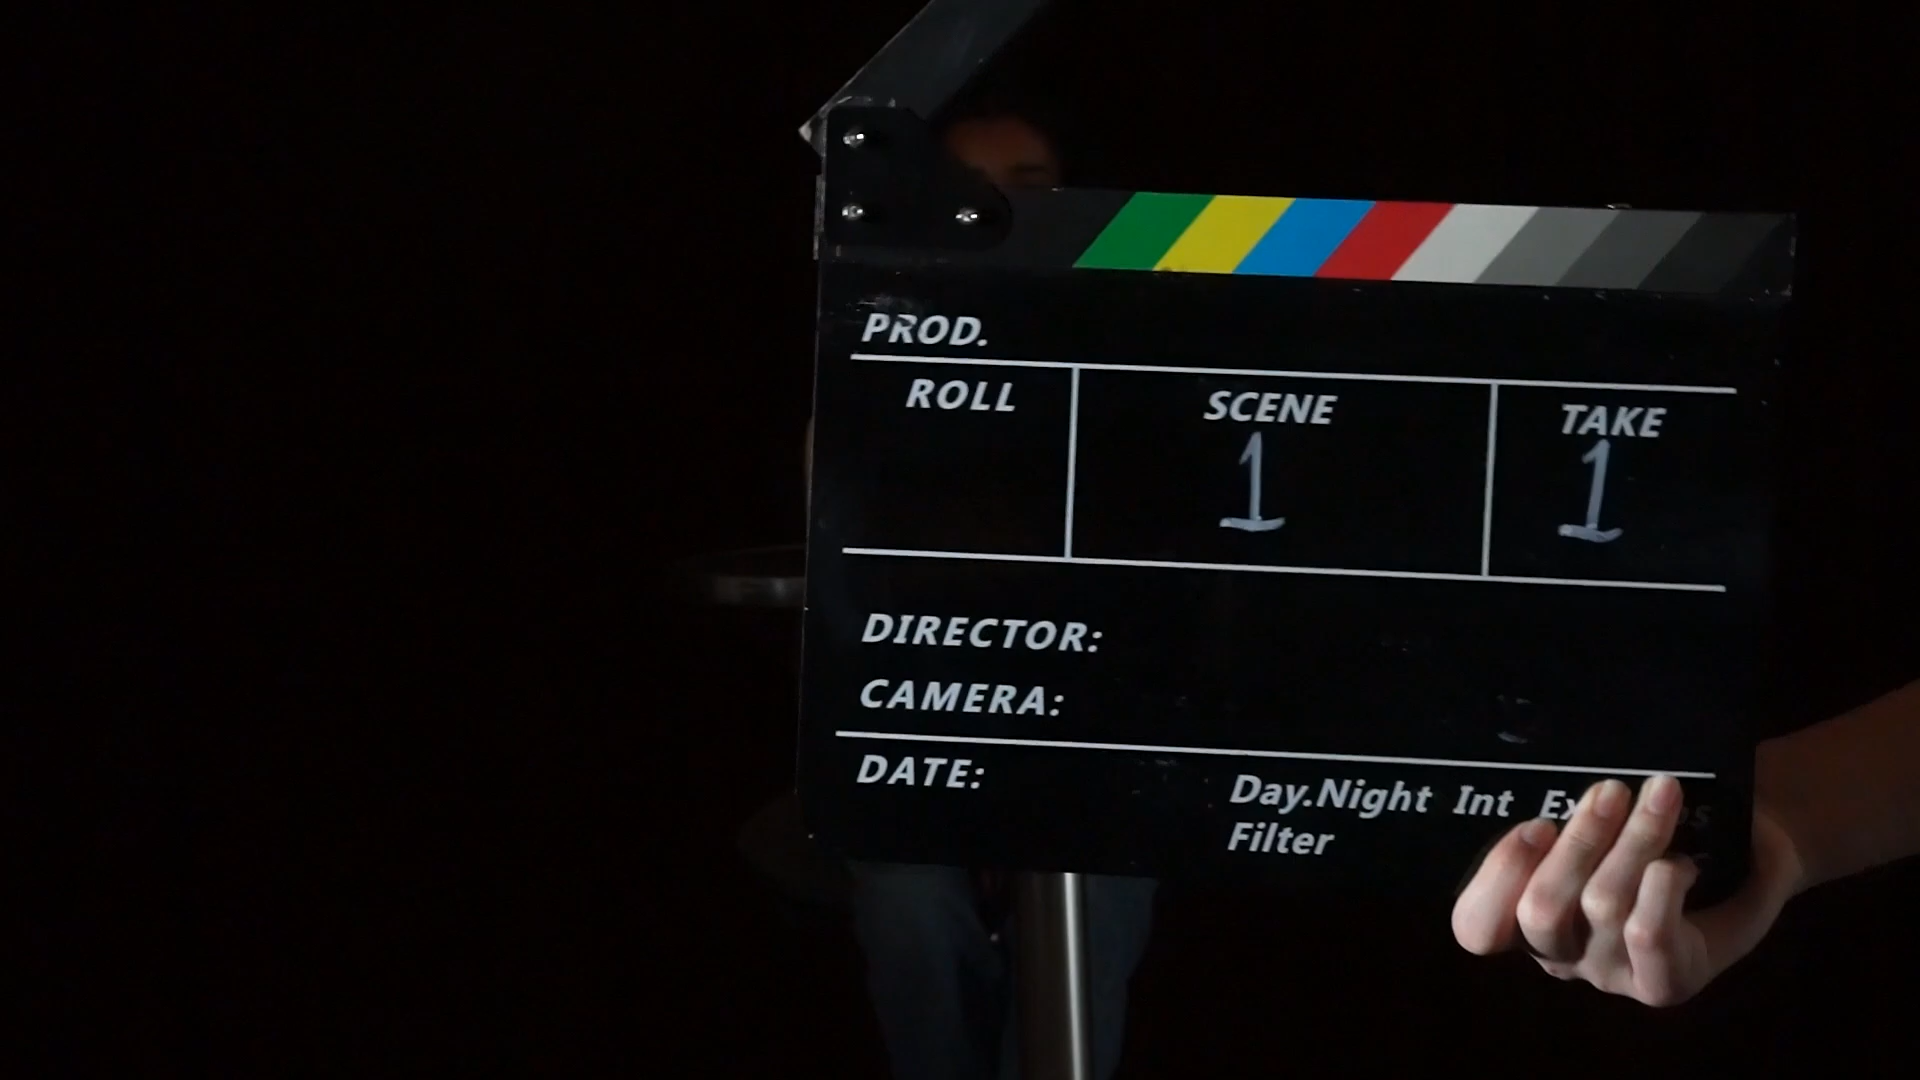 PROD.
ROLL SCENE TAKE
1 1
DIRECTOR:
CAMERA:
DATE: Day.Night Int
Filter